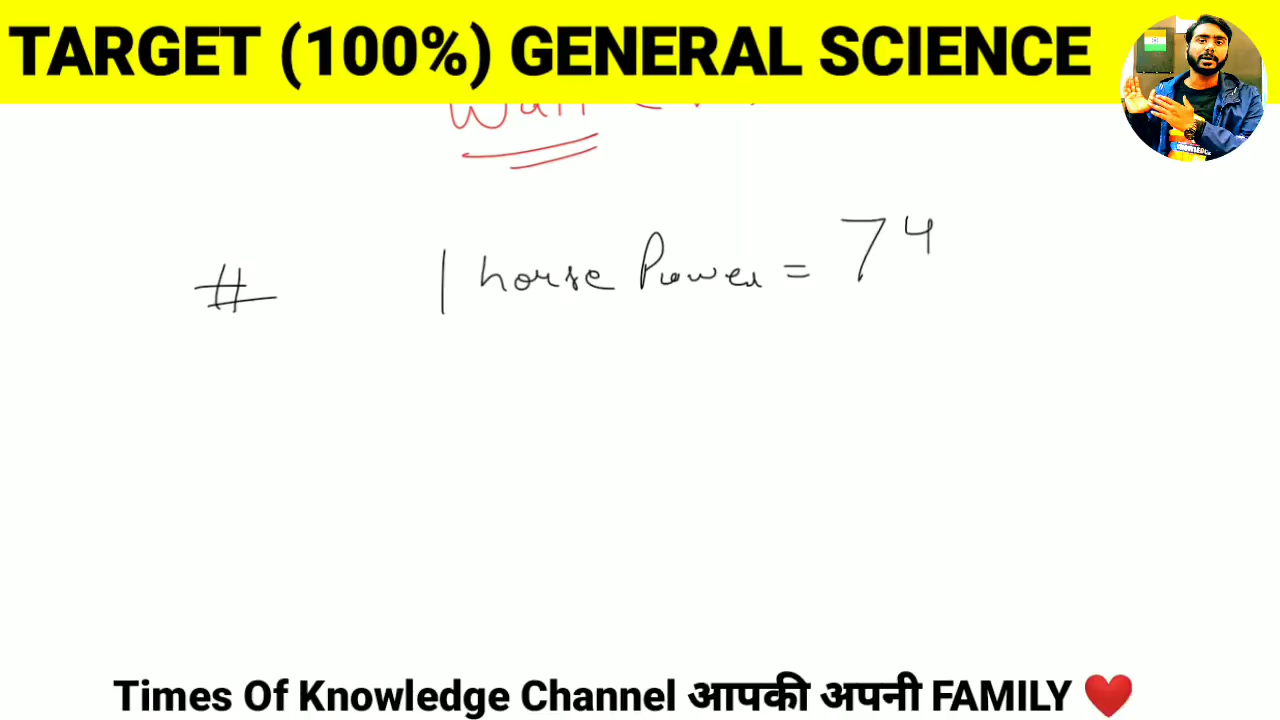 TARGET (100%) GENERAL SCIENCE
# 1 horse Power = 74
Times Of Knowledge Channel आपकी अपनी FAMILY ❤️